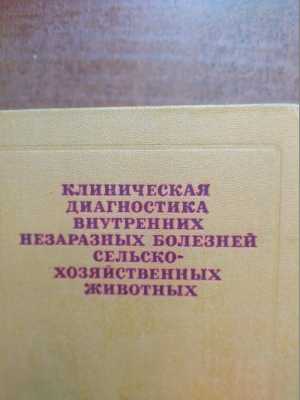 КЛИНИЧЕСКАЯ
ДИАГНОСТИКА
ВНУТРЕННИХ
НЕЗАРАЗНЫХ БОЛЕЗНЕЙ
СЕЛЬСКО-
ХОЗЯЙСТВЕННЫХ
ЖИВОТНЫХ